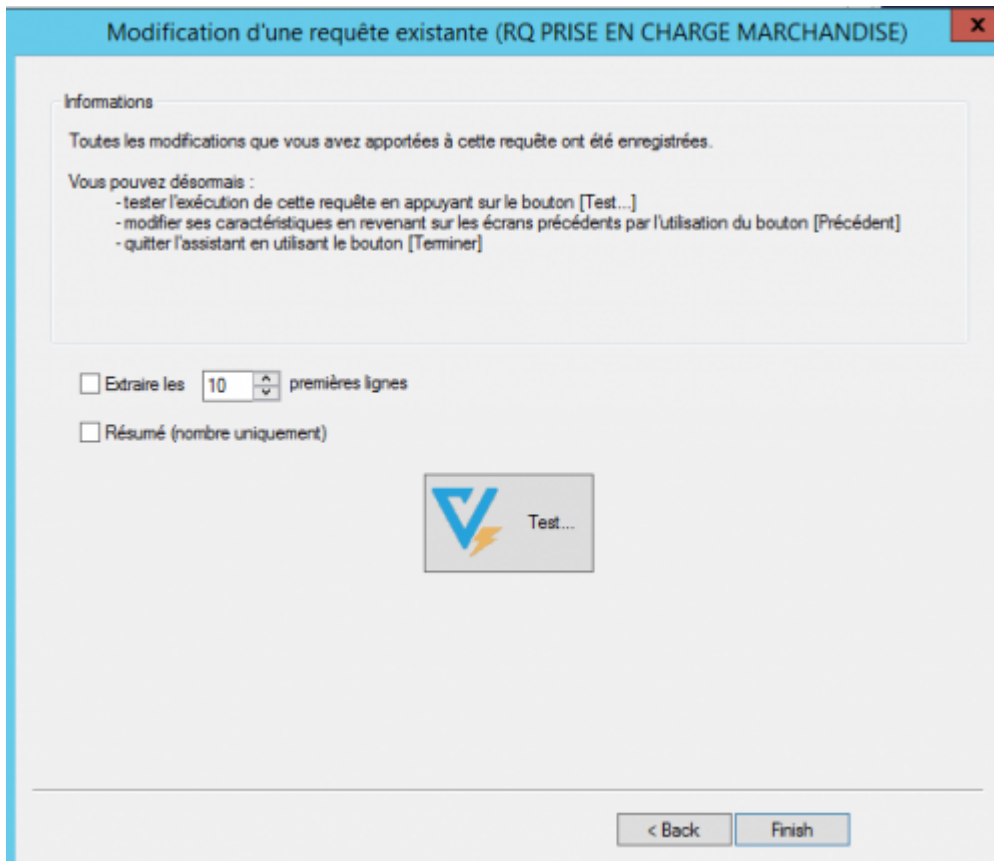 Modification d'une requête existante (RQ PRISE EN CHARGE MARCHANDISE)
x
Informations
Toutes les modifications que vous avez apportées à cette requête ont été enregistrées.
Vous pouvez désormais :
- tester l'exécution de cette requête en appuyant sur le bouton [Test...]
- modifier ses caractéristiques en revenant sur les écrans précédents par l'utilisation du bouton [Précédent]
- quitter l'assistant en utilisant le bouton [Terminer]
Extraire les 10 premières lignes
Résumé (nombre uniquement)
Test...
< Back Finish